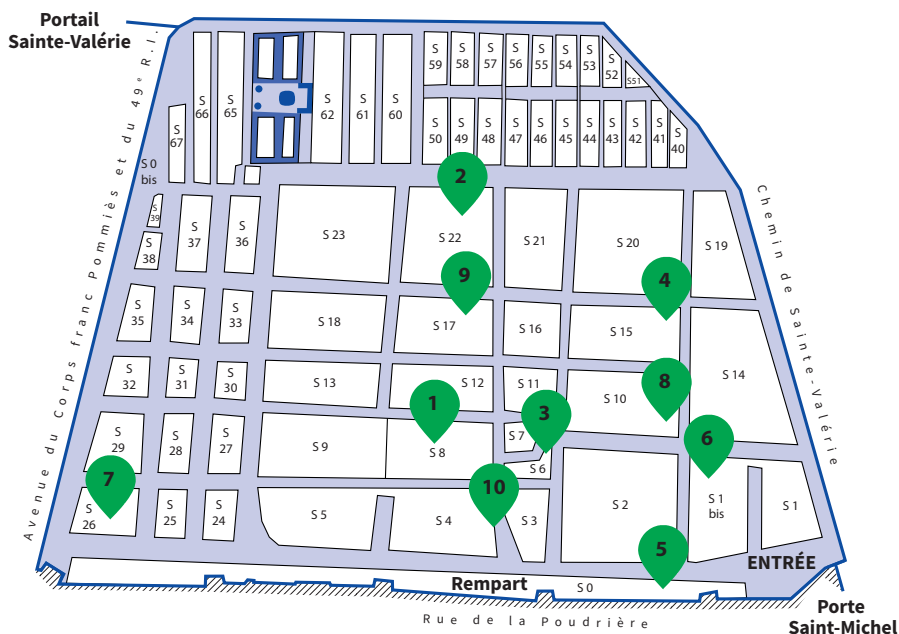 Portail
Sainte-Valérie
Avenue du Corps franc Pommiès et du 49e R.I.
Chemin de Sainte-Valérie
S
59
S
58
S
57
S
56
S
55
S
54
S
53
S
52
S51
S
66
S
65
S
62
S
61
S
60
S
67
S
50
S
49
S
48
S
47
S
46
S
45
S
44
S
43
S
42
S
41
S
40
S 0
bis
2
S
39
S
38
S
37
S
36
S 23
S 22
S 21
S 20
S 19
9
4
S
35
S
34
S
33
S 18
S 17
S 16
S 15
S 14
S
32
S
31
S
30
S 13
S 12
S 11
S 10
8
1
3
6
S
29
S
28
S
27
S 9
S 8
S 7
S 6
7
10
S
26
S
25
S
24
S 5
S 4
S 3
S 2
S 1
bis
S 1
5
ENTRÉE
Rempart
S 0
Rue de la Poudrière
Porte
Saint-Michel